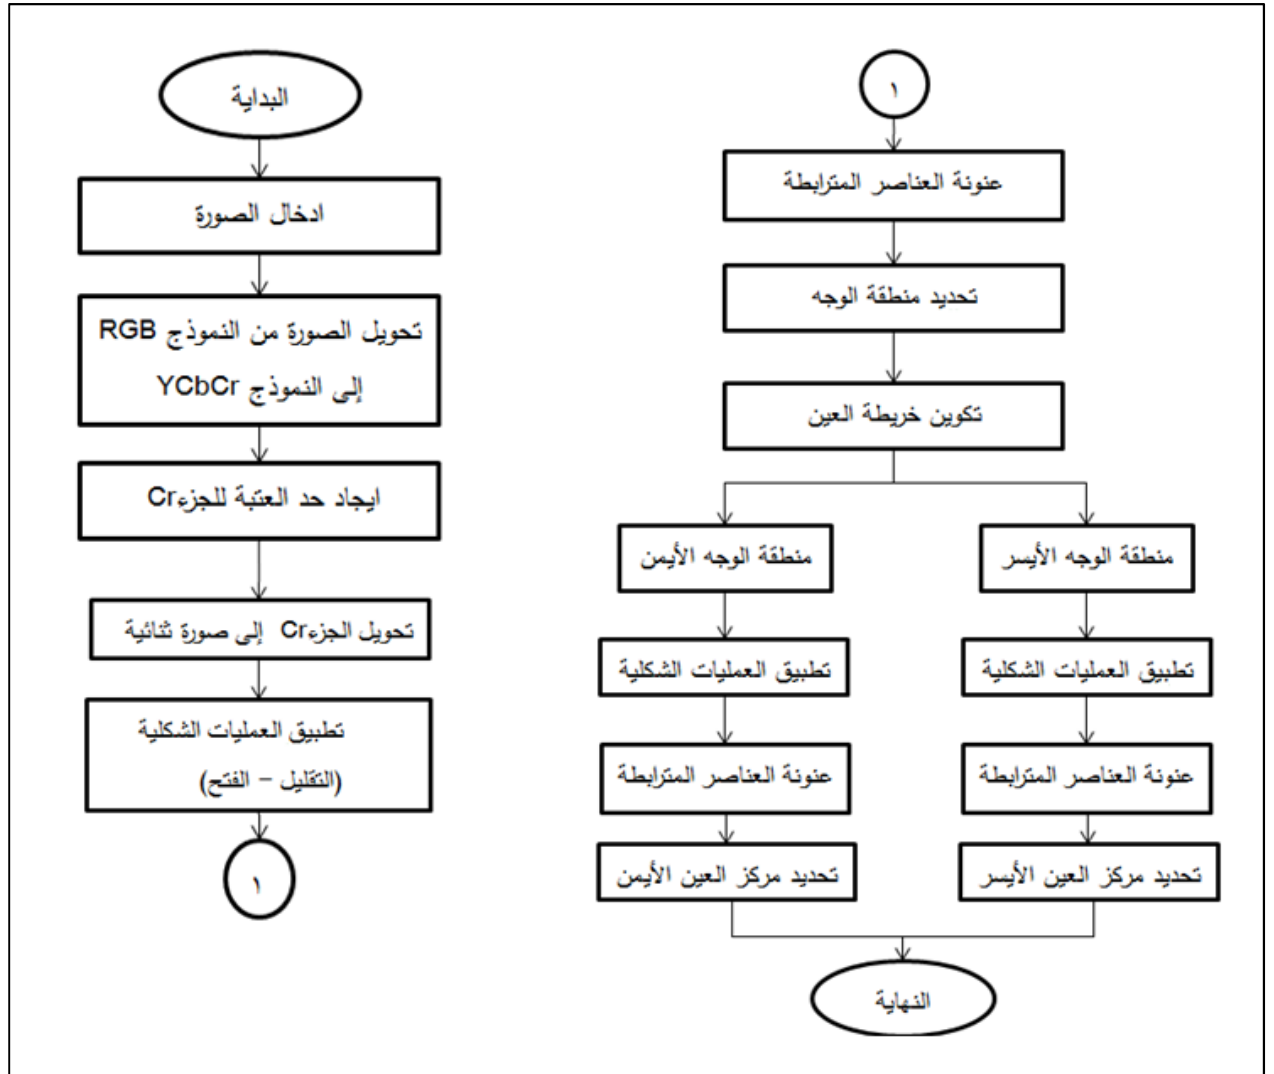 البداية
ادخال الصورة
تحويل الصورة من النموذج RGB
إلى النموذج YCbCr
ايجاد حد العتبة للجزءCr
تحويل الجزءCr إلى صورة ثنائية
تطبيق العمليات الشكلية
(التقليل – الفتح)
١
١
عنونة العناصر المترابطة
تحديد منطقة الوجه
تكوين خريطة العين
منطقة الوجه الأيسر
تطبيق العمليات الشكلية
عنونة العناصر المترابطة
تحديد مركز العين الأيسر
منطقة الوجه الأيمن
تطبيق العمليات الشكلية
عنونة العناصر المترابطة
تحديد مركز العين الأيمن
النهاية